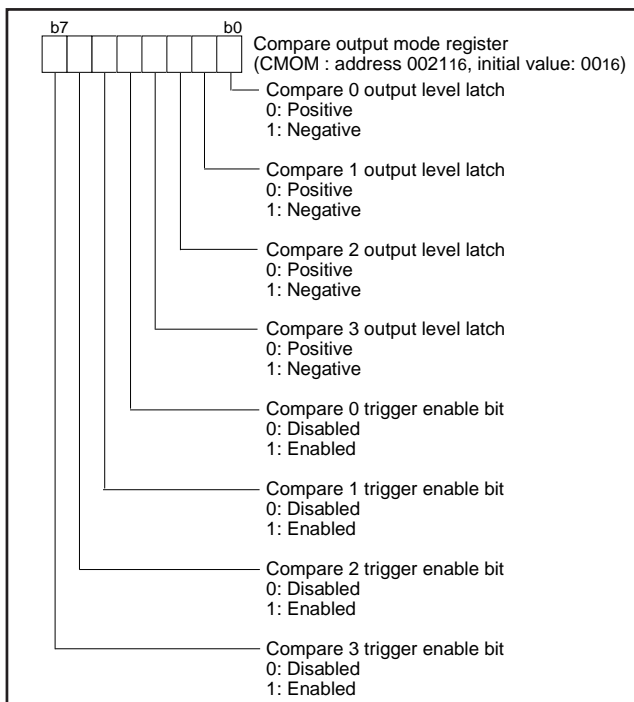 b7 b0
Compare output mode register
(CMOM : address 002116, initial value: 0016)
Compare 0 output level latch
0: Positive
1: Negative
Compare 1 output level latch
0: Positive
1: Negative
Compare 2 output level latch
0: Positive
1: Negative
Compare 3 output level latch
0: Positive
1: Negative
Compare 0 trigger enable bit
0: Disabled
1: Enabled
Compare 1 trigger enable bit
0: Disabled
1: Enabled
Compare 2 trigger enable bit
0: Disabled
1: Enabled
Compare 3 trigger enable bit
0: Disabled
1: Enabled